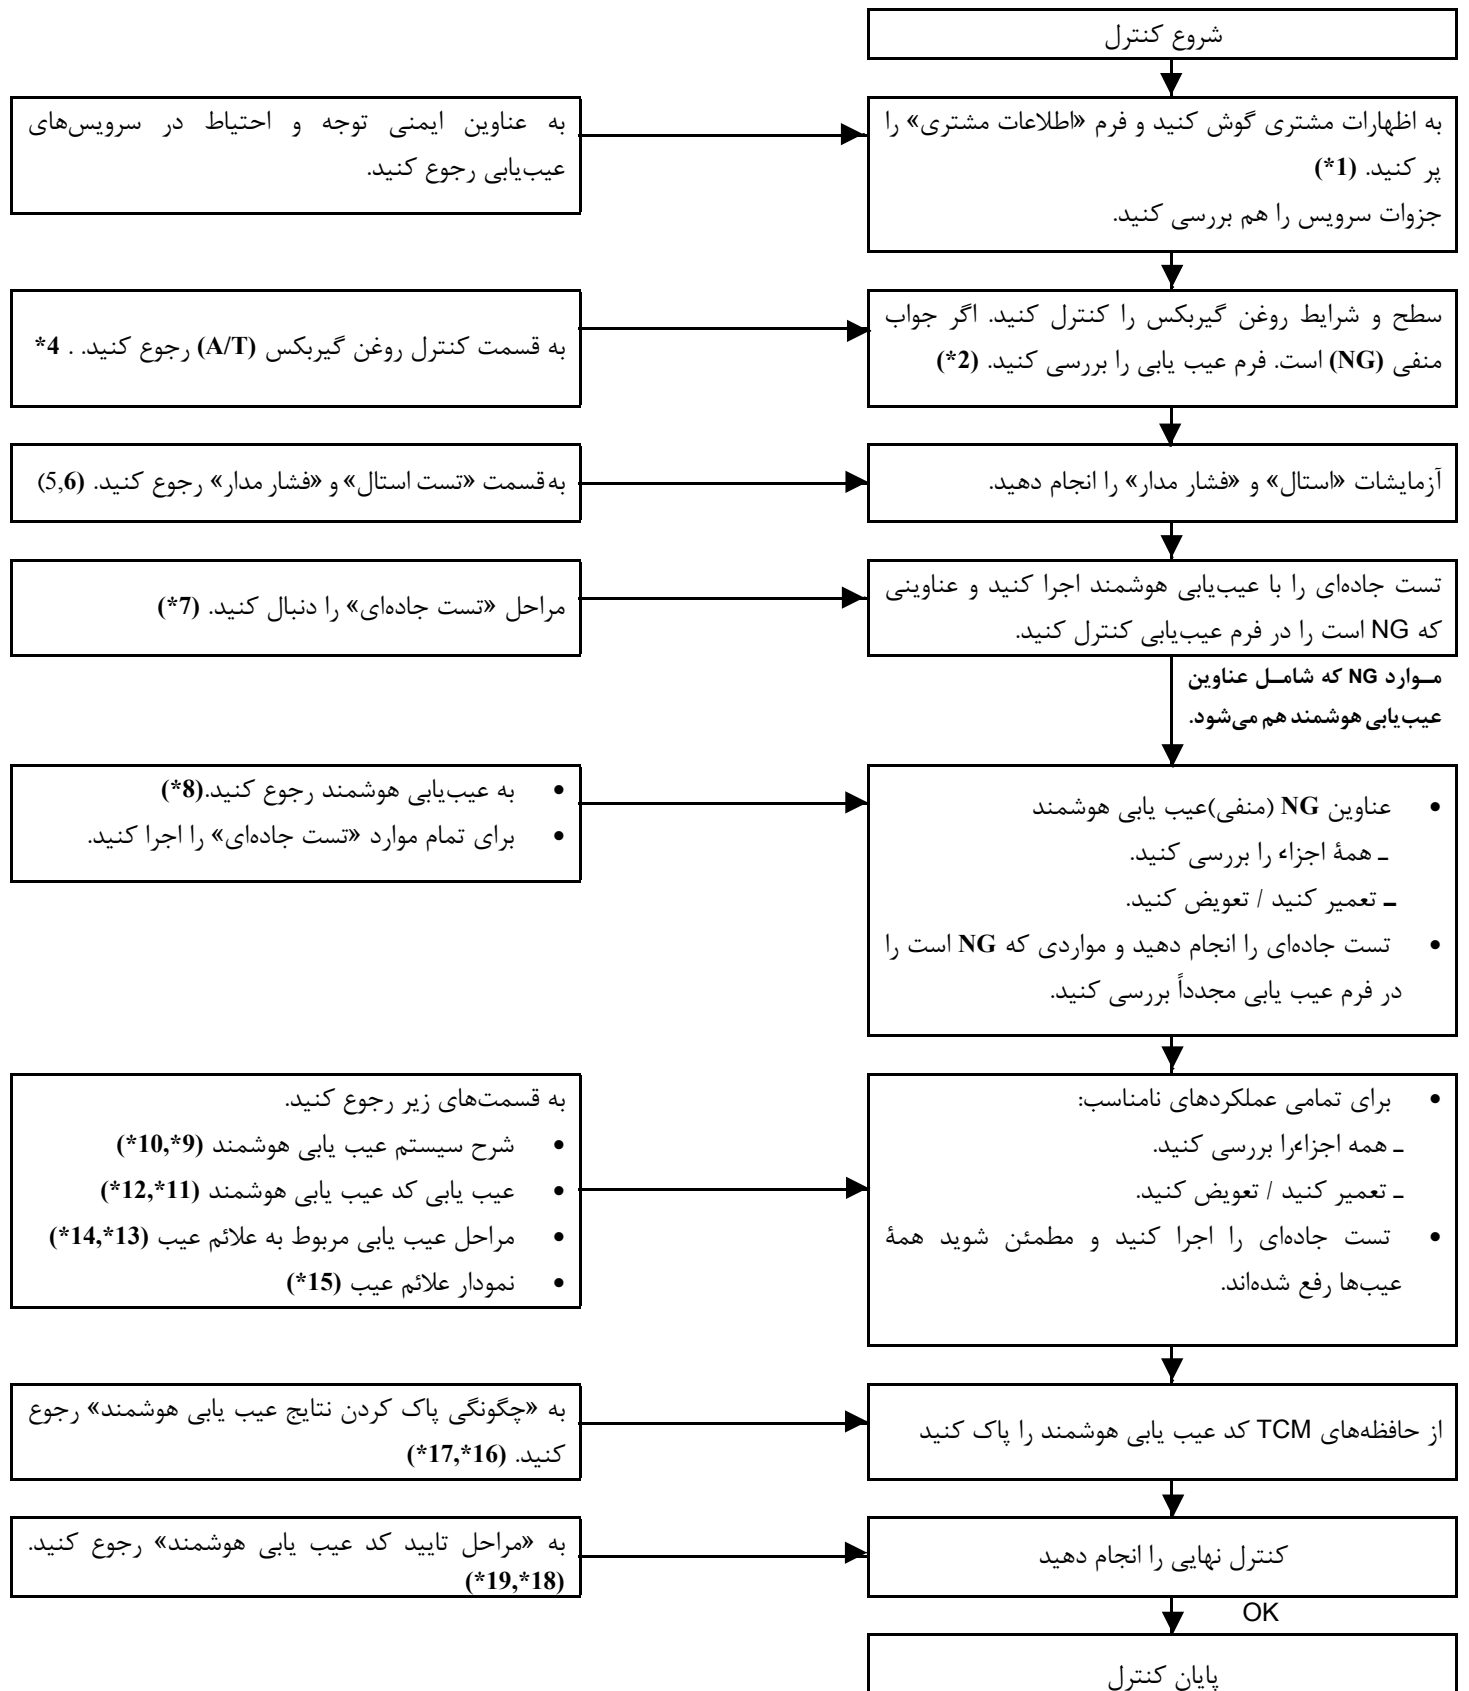 شروع کنترل
به اظهارات مشتری گوش کنید و فرم «اطلاعات مشتری» را
پر کنید. (*1)
جزوات سرویس را هم بررسی کنید.
به عناوین ایمنی توجه و احتیاط در سرویس‌های
عیب‌یابی رجوع کنید.
سطح و شرایط روغن گیربکس را کنترل کنید. اگر جواب
منفی (NG) است. فرم عیب یابی را بررسی کنید. (*2)
به قسمت کنترل روغن گیربکس (A/T) رجوع کنید. . *4
آزمایشات «استال» و «فشار مدار» را انجام دهید.
به قسمت «تست استال» و «فشار مدار» رجوع کنید. (5,6)
تست جاده‌ای را با عیب‌یابی هوشمند اجرا کنید و عناوینی
که NG است را در فرم عیب‌یابی کنترل کنید.
مراحل «تست جاده‌ای» را دنبال کنید. (*7)
مـوارد NG که شامـل عناوین
عیب‌یابی هوشمند هم می‌شود.
• عناوین NG (منفی)عیب یابی هوشمند
ـ همۀ اجزاء را بررسی کنید.
ـ تعمیر کنید / تعویض کنید.
• تست جاده‌ای را انجام دهید و مواردی که NG است را
در فرم عیب یابی مجدداً بررسی کنید.
• به عیب‌یابی هوشمند رجوع کنید.(*8)
• برای تمام موارد «تست جاده‌ای» را اجرا کنید.
• برای تمامی عملکردهای نامناسب:
ـ همه اجزاءرا بررسی کنید.
ـ تعمیر کنید / تعویض کنید.
• تست جاده‌ای را اجرا کنید و مطمئن شوید همۀ
عیب‌ها رفع شده‌اند.
به قسمت‌های زیر رجوع کنید.
• شرح سیستم عیب یابی هوشمند (*10,*9)
• عیب یابی کد عیب یابی هوشمند (*12,*11)
• مراحل عیب یابی مربوط به علائم عیب (*14,*13)
• نمودار علائم عیب (*15)
از حافظه‌های TCM کد عیب یابی هوشمند را پاک کنید
به «چگونگی پاک کردن نتایج عیب یابی هوشمند» رجوع
کنید. (*17,*16)
کنترل نهایی را انجام دهید
به «مراحل تایید کد عیب یابی هوشمند» رجوع کنید.
(*19,*18)
OK
پایان کنترل